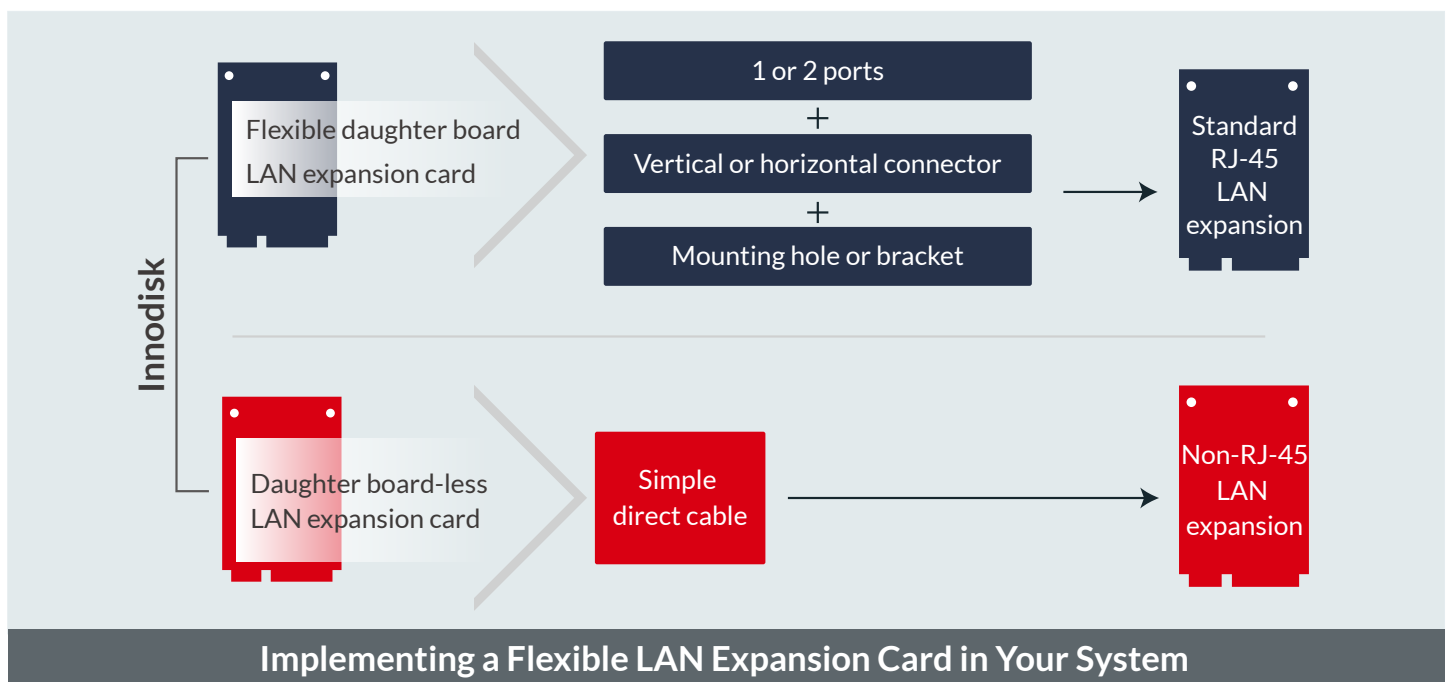 Innodisk
Flexible daughter board
LAN expansion card
1 or 2 ports
+
Vertical or horizontal connector
+
Mounting hole or bracket
Standard
RJ-45
LAN
expansion
Daughter board-less
LAN expansion card
Simple
direct cable
Non-RJ-45
LAN
expansion
Implementing a Flexible LAN Expansion Card in Your System